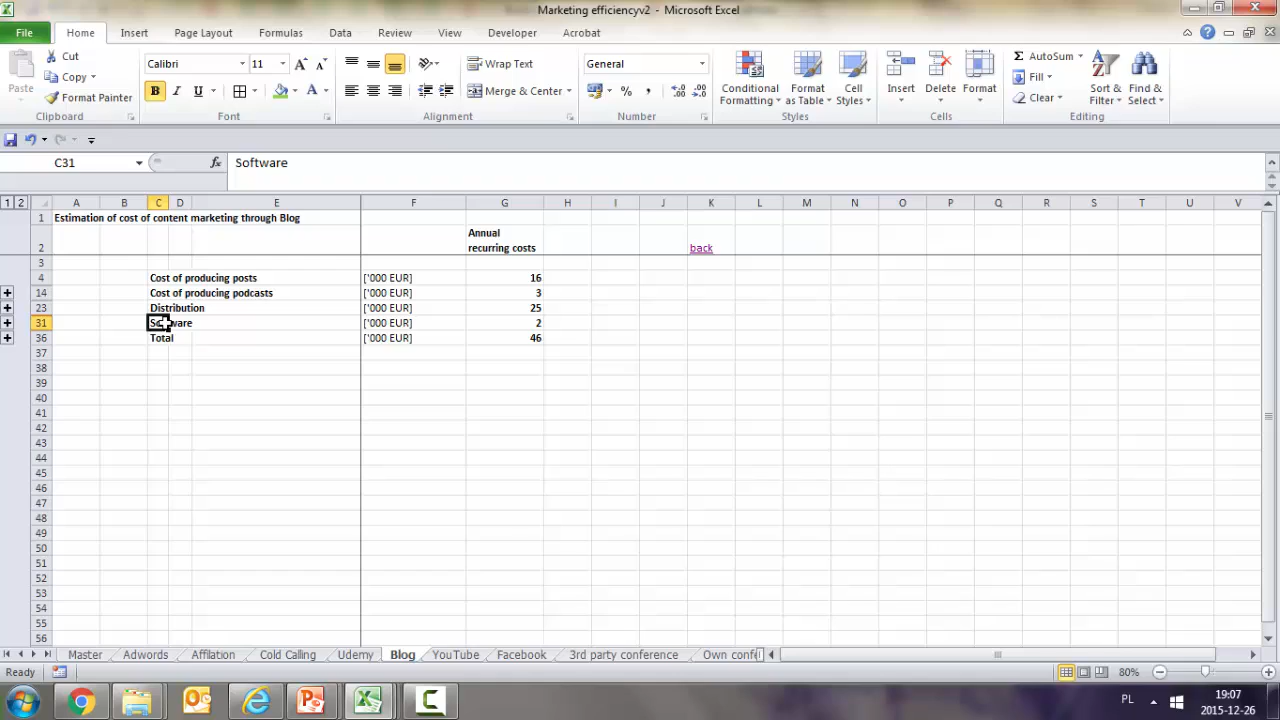 Marketing efficiencyv2 - Microsoft Excel
File Home Insert Page Layout Formulas Data Review View Developer Acrobat
Paste
Cut
Copy
Format Painter
Clipboard
Calibri 11
B I U
Font
Wrap Text
Merge & Center
Alignment
General
Number
Conditional Formatting
Format as Table
Cell Styles
Styles
Insert
Delete
Format
Cells
AutoSum
Fill
Clear
Sort & Filter
Find & Select
Editing
C31 fx Software
1 2 A B C D E F G H I J K L M N O P Q R S T U V
1 Estimation of cost of content marketing through Blog
Annual
2 recurring costs back
3
4 Cost of producing posts ['000 EUR] 16
14 Cost of producing podcasts ['000 EUR] 3
23 Distribution ['000 EUR] 25
31 Software ['000 EUR] 2
36 Total ['000 EUR] 46
37
38
39
40
41
42
43
44
45
46
47
48
49
50
51
52
53
54
55
56
Master Adwords Affilation Cold Calling Udemy Blog YouTube Facebook 3rd party conference Own conf
Ready 80%
PL 19:07
2015-12-26